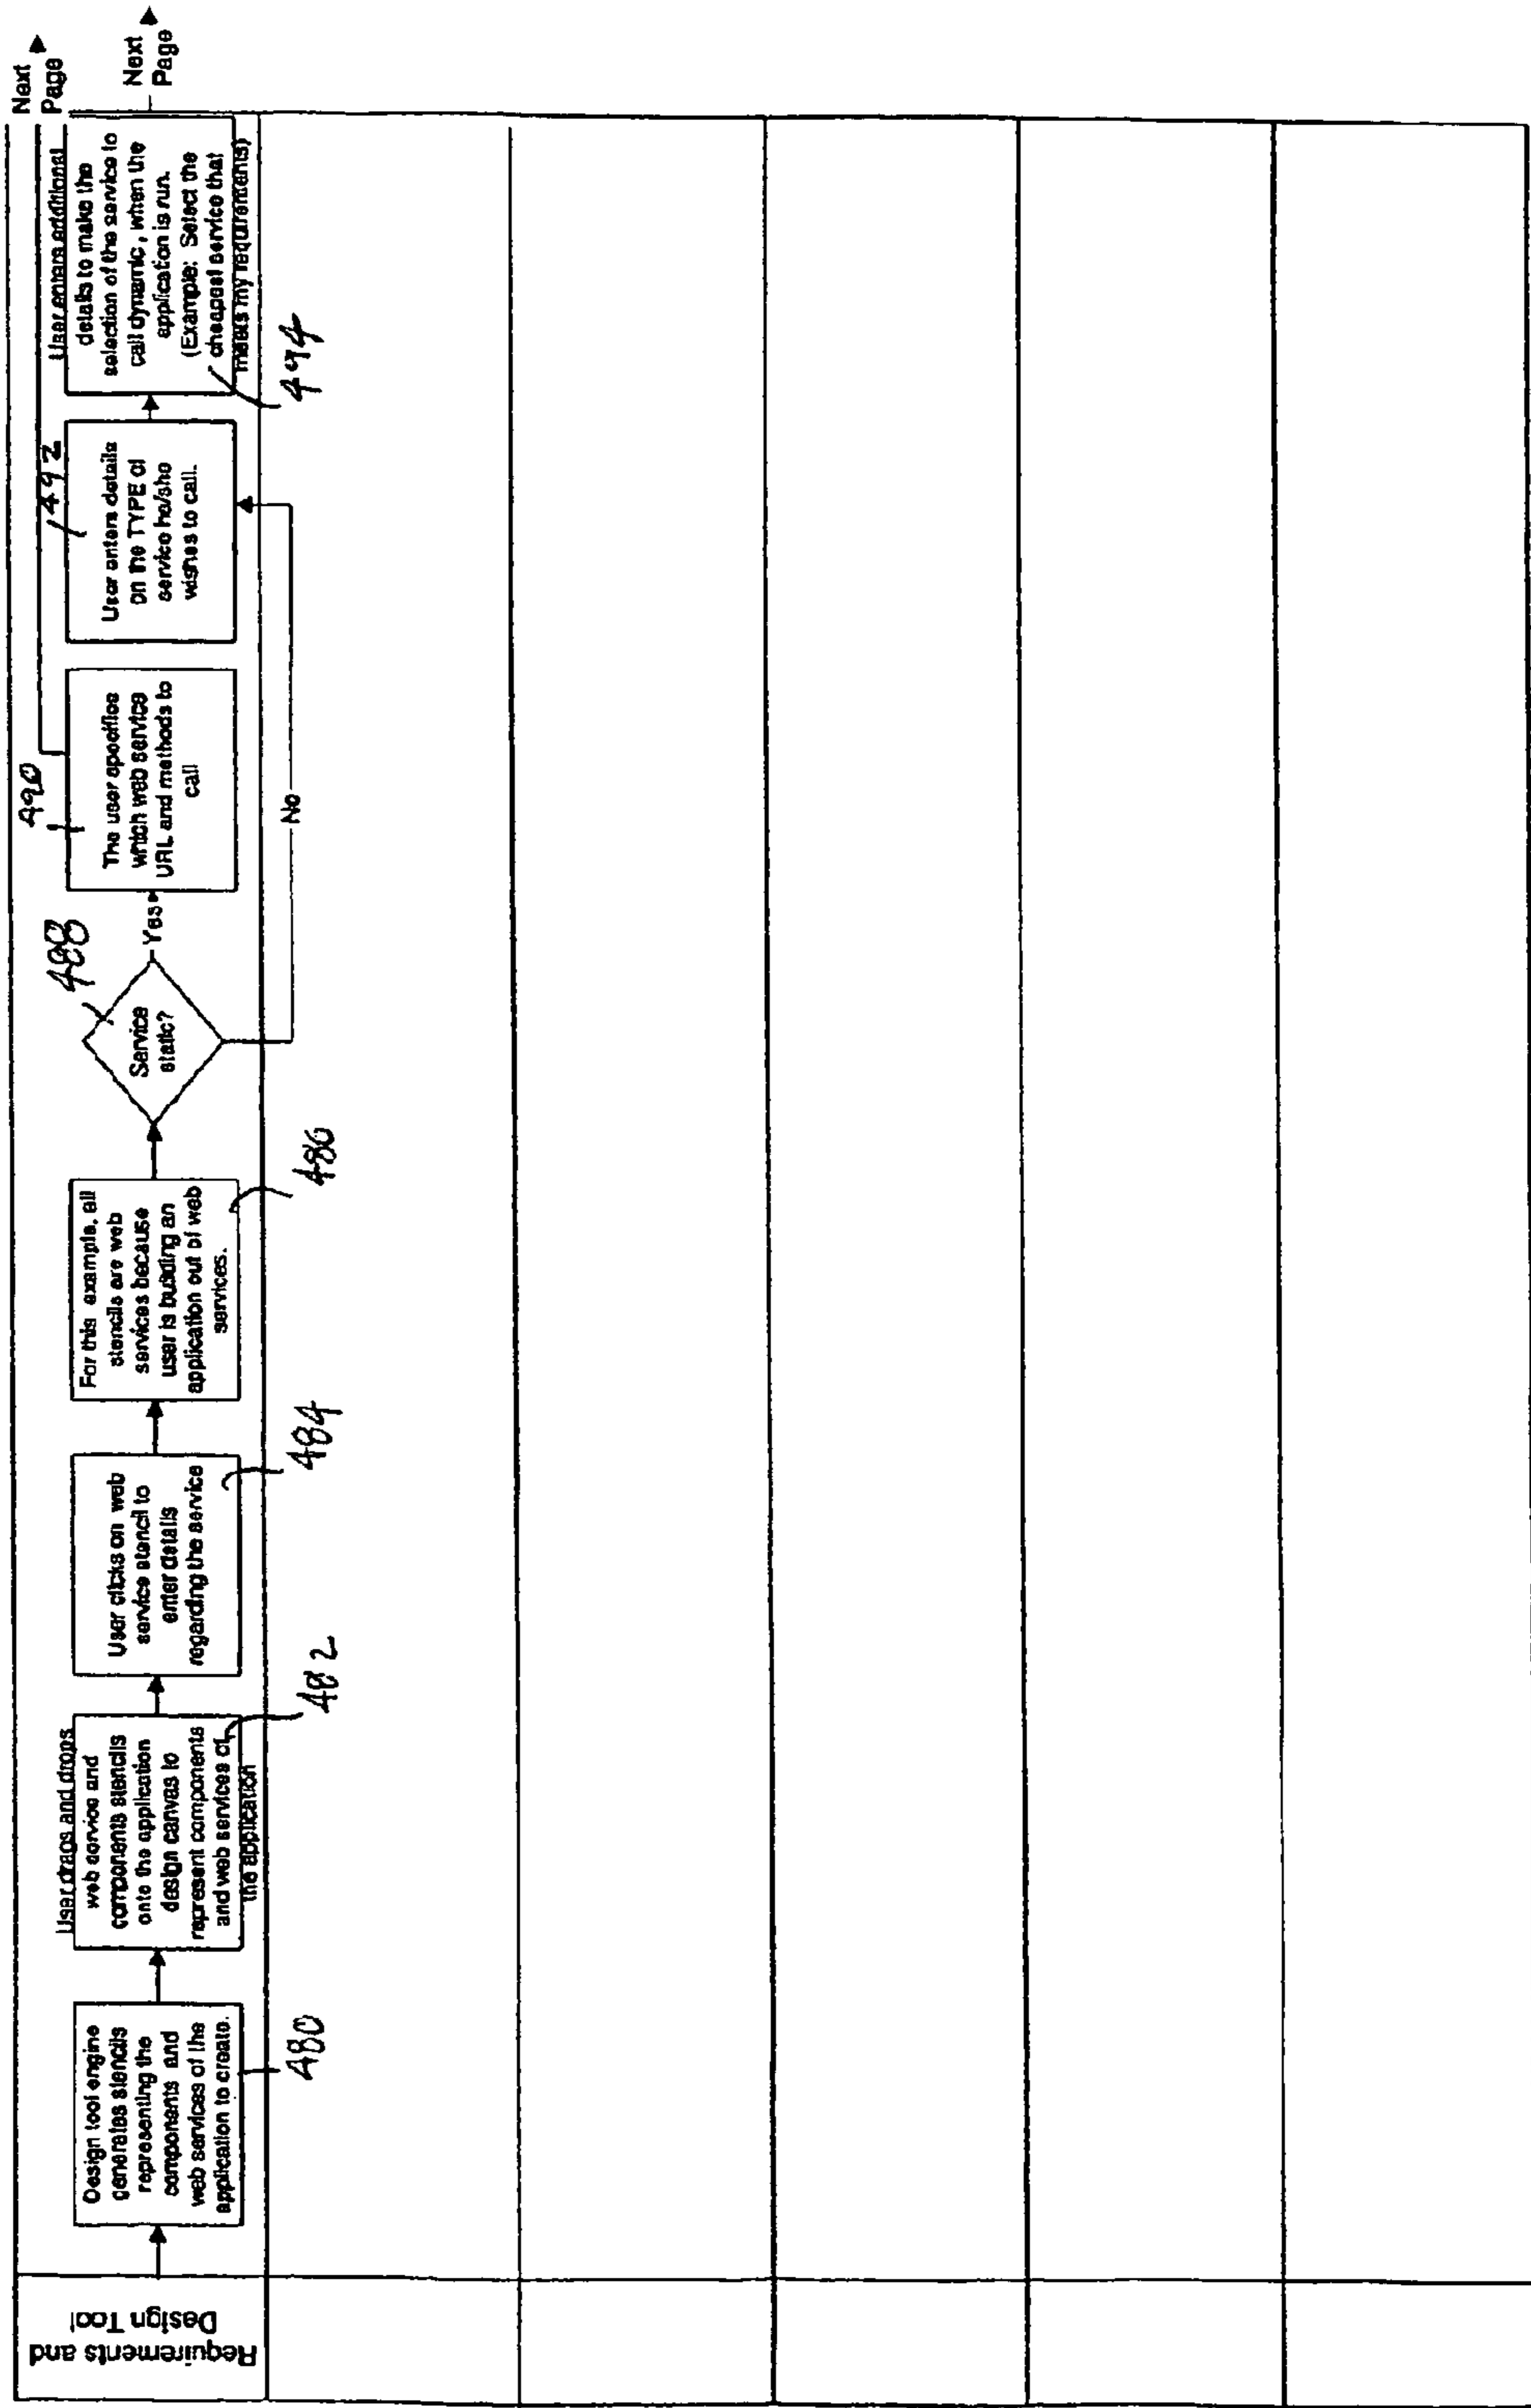 Requirements and
Design Tool
Design tool engine
generates stencils
representing the
components and
web services of the
application to create.
480
User drags and drops
web service and
components stencils
onto the application
design canvas to
represent components
and web services of
the application
482
User clicks on web
service stencil to
enter details
regarding the service
484
For this example, all
stencils are web
services because
user is building an
application out of web
services.
486
Service
static?
488
Yes
No
The user specifies
which web service
URL and methods to
call
490
User enters details
on the TYPE of
service he/she
wishes to call.
492
User enters additional
details to make the
selection of the service to
call dynamic, when the
application is run.
(Example: Select the
cheapest service that
meets my requirements)
494
Next
Page
Next
Page